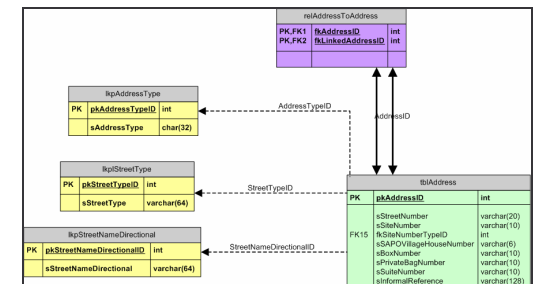 relAddressToAddress
PK,FK1 fkAddressID int
PK,FK2 fkLinkedAddressID int
lkpAddressType
PK pkAddressTypeID int
sAddressType char(32)
AddressTypeID
AddressID
lkplStreetType
PK pkStreetTypeID int
sStreetType varchar(64)
StreetTypeID
lkpStreetNameDirectional
PK pkStreetNameDirectionalID int
sStreetNameDirectional varchar(64)
StreetNameDirectionalID
tblAddress
PK pkAddressID int
sStreetNumber varchar(20)
sSiteNumber varchar(10)
FK15 fkSiteNumberTypeID int
sSAPOVillageHouseNumber varchar(6)
sBoxNumber varchar(10)
sPrivateBagNumber varchar(10)
sSuiteNumber varchar(10)
sInformalReference varchar(128)